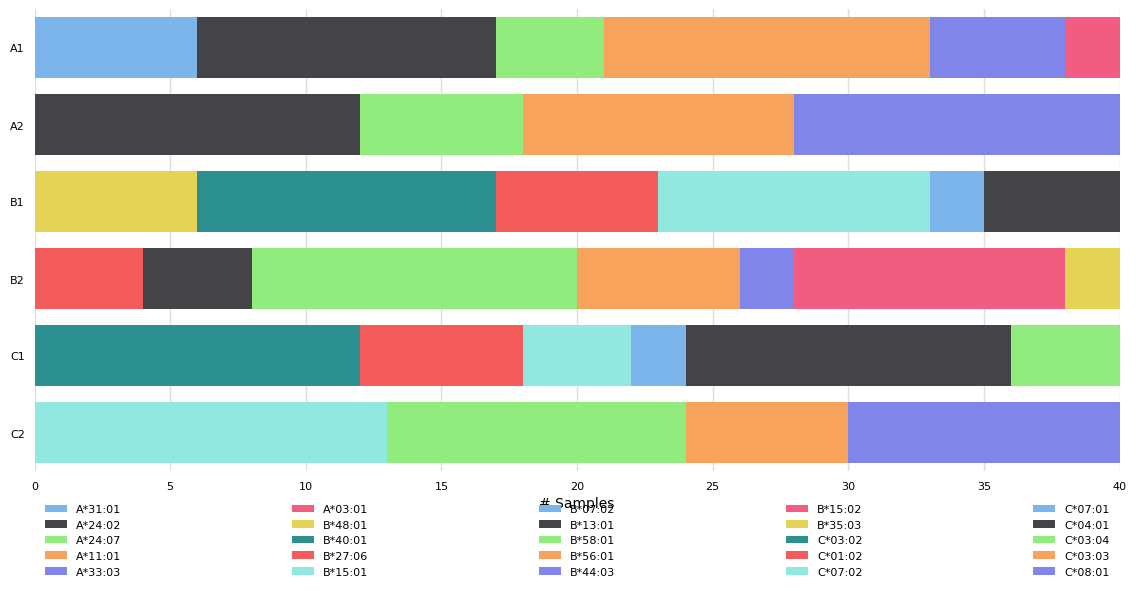 A1
A2
B1
B2
C1
C2
0 5 10 15 20 25 30 35 40
# Samples
A*31:01 A*03:01 B*07:02 B*15:02 C*07:01
A*24:02 B*48:01 B*13:01 B*35:03 C*04:01
A*24:07 B*40:01 B*58:01 C*03:02 C*03:04
A*11:01 B*27:06 B*56:01 C*01:02 C*03:03
A*33:03 B*15:01 B*44:03 C*07:02 C*08:01